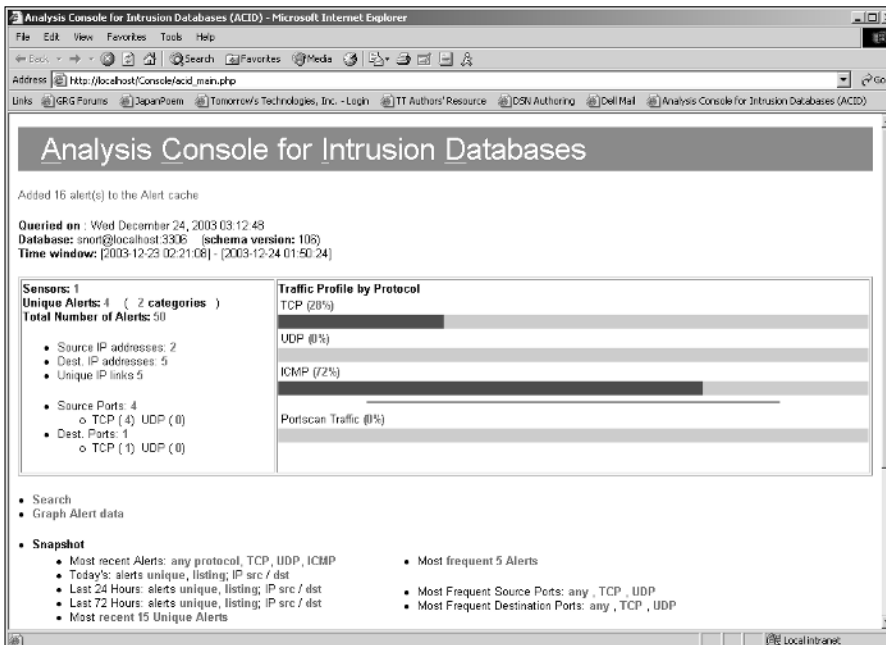 Analysis Console for Intrusion Databases (ACID) - Microsoft Internet Explorer
File Edit View Favorites Tools Help
Back Search Favorites Media
Address http://localhost/Console/acid_main.php Go
Links GRG Forums JapanPoem Tomorrow's Technologies, Inc. - Login TT Authors' Resource DSN Authoring Dell Mail Analysis Console for Intrusion Databases (ACID)
Analysis Console for Intrusion Databases
Added 16 alert(s) to the Alert cache
Queried on : Wed December 24, 2003 03:12:48
Database: snort@localhost:3306 (schema version: 106)
Time window: [2003-12-23 02:21:08] - [2003-12-24 01:50:24]
Sensors: 1
Unique Alerts: 4 ( 2 categories )
Total Number of Alerts: 50
Source IP addresses: 2
Dest. IP addresses: 5
Unique IP links 5
Source Ports: 4
TCP ( 4) UDP ( 0)
Dest. Ports: 1
TCP ( 1) UDP ( 0)
Traffic Profile by Protocol
TCP (28%)
UDP (0%)
ICMP (72%)
Portscan Traffic (0%)
Search
Graph Alert data
Snapshot
Most recent Alerts: any protocol, TCP, UDP, ICMP
Today's: alerts unique, listing; IP src / dst
Last 24 Hours: alerts unique, listing; IP src / dst
Last 72 Hours: alerts unique, listing; IP src / dst
Most recent 15 Unique Alerts
Most frequent 5 Alerts
Most Frequent Source Ports: any , TCP , UDP
Most Frequent Destination Ports: any , TCP , UDP
Local intranet